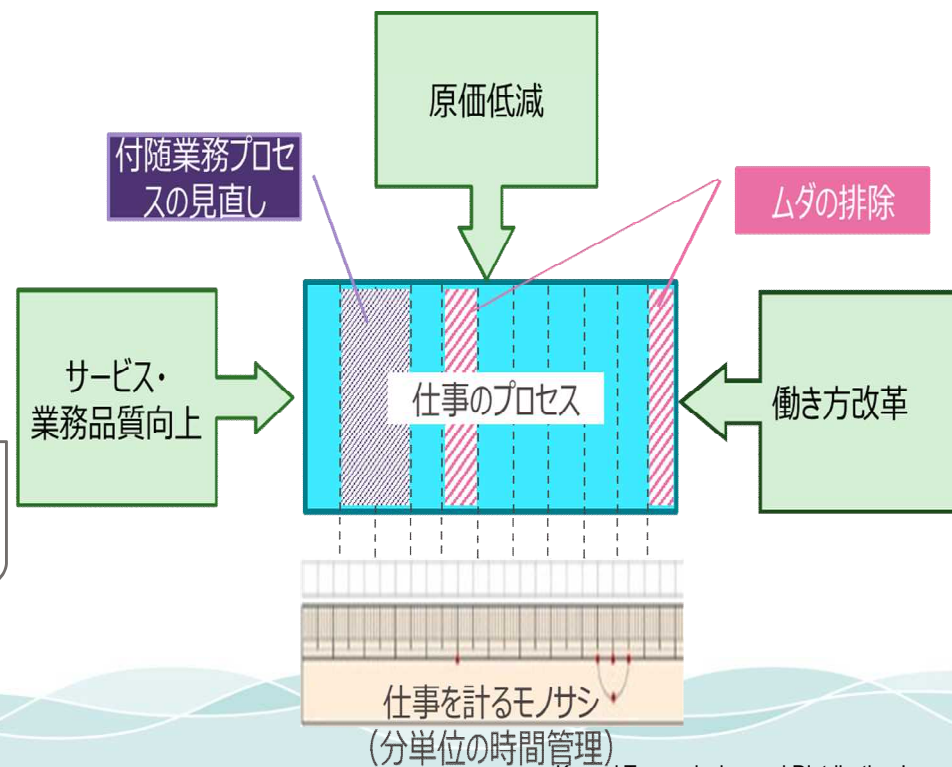 原価低減
付随業務プロセ
スの見直し
ムダの排除
サービス・
業務品質向上
仕事のプロセス
働き方改革
仕事を計るモノサシ
（分単位の時間管理）